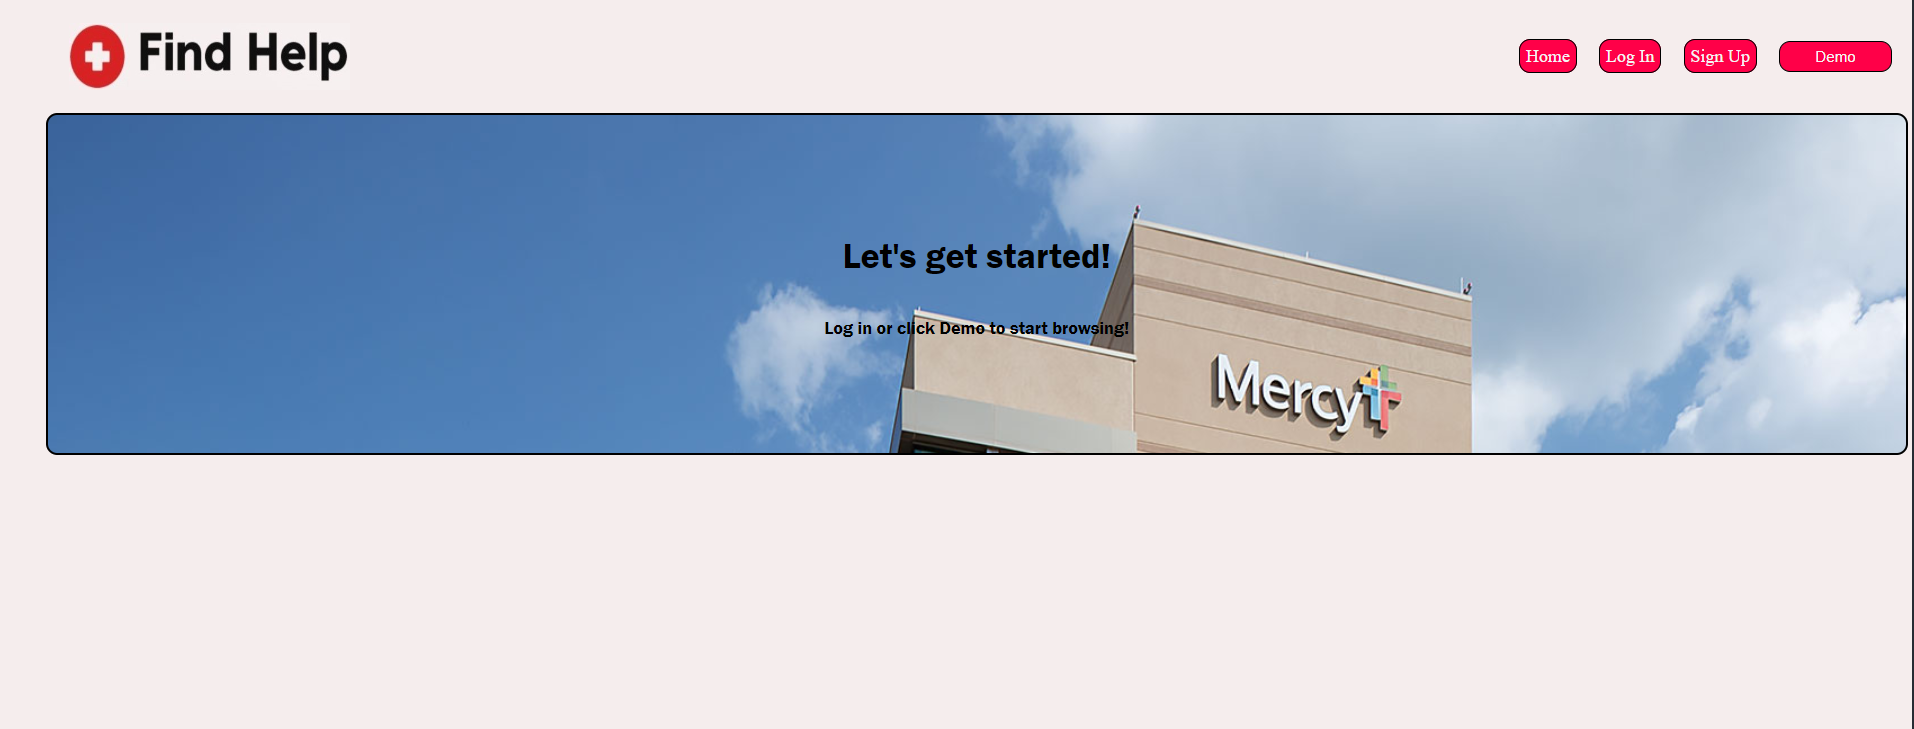 Find Help
Home
Log In
Sign Up
Demo
Let's get started!
Log in or click Demo to start browsing!
Mercy